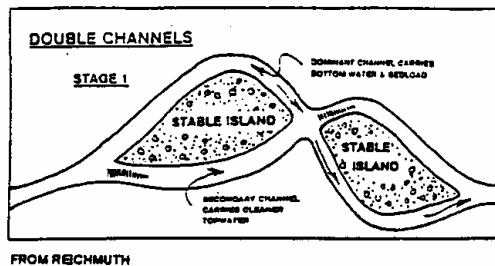 DOUBLE CHANNELS
STAGE 1
DOMINANT CHANNEL CARRIES
BOTTOM WATER & BEDLOAD
STABLE ISLAND
STABLE
ISLAND
SECONDARY CHANNEL
CARRIES CLEANER
TOPWATER
FROM REICHMUTH